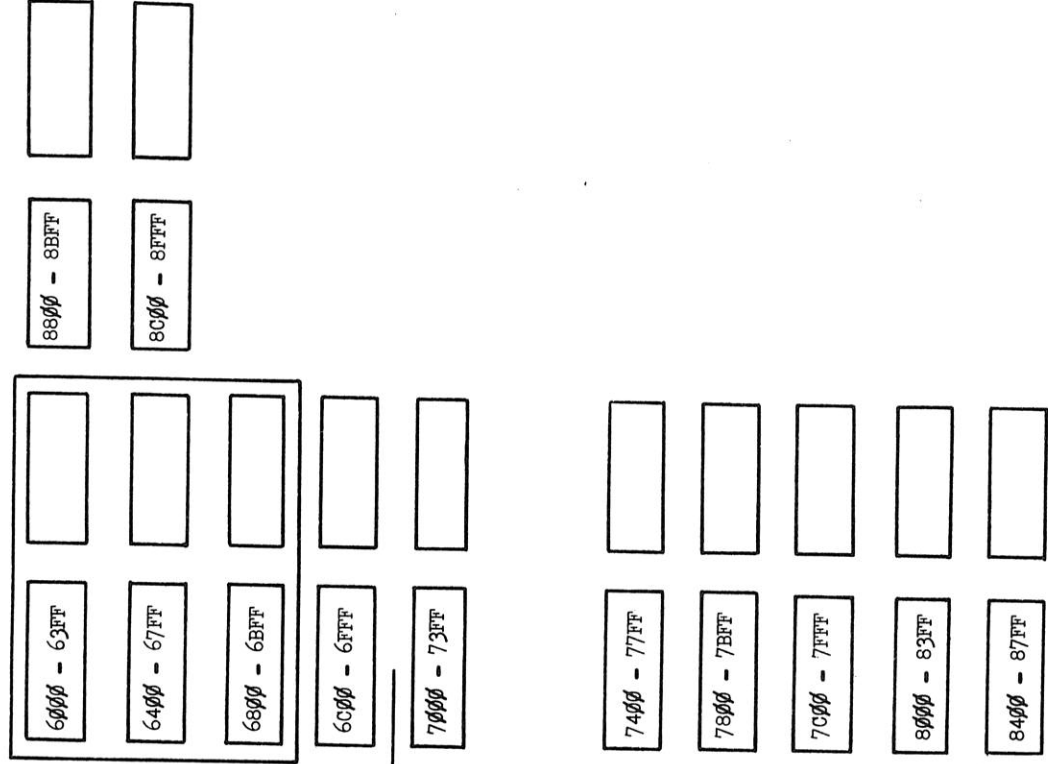 88øø - 8BFF
8Cøø - 8FFF
6øøø - 63FF
64øø - 67FF
68øø - 6BFF
6Cøø - 6FFF
7øøø - 73FF
74øø - 77FF
78øø - 7BFF
7Cøø - 7FFF
8øøø - 83FF
84øø - 87FF